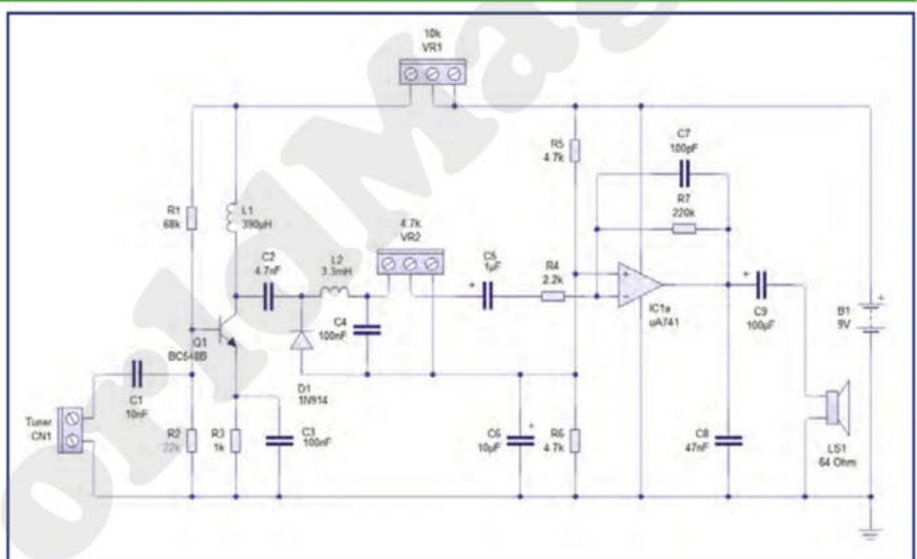 10k
VR1
C7
100pF
R5
4.7k
R7
220k
R1
68k
L1
390µH
4.7k
VR2
C2
4.7nF
L2
3.3mH
C5
1µF
R4
2.2k
+
+
-
+
+
C4
100nF
IC1a
uA741
C9
100µF
B1
9V
Q1
BC548B
D1
1N914
C1
10nF
Tuner
CN1
R2
22k
R3
1k
C3
100nF
C6
10µF
+
R6
4.7k
C8
47nF
LS1
64 Ohm